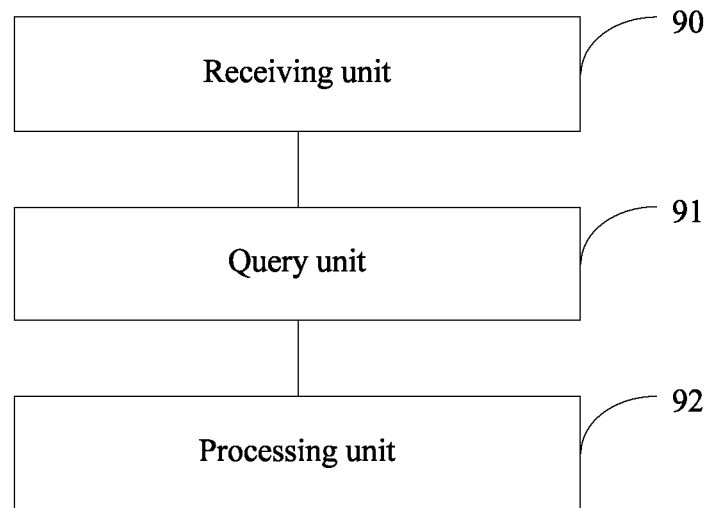 90
Receiving unit
91
Query unit
92
Processing unit